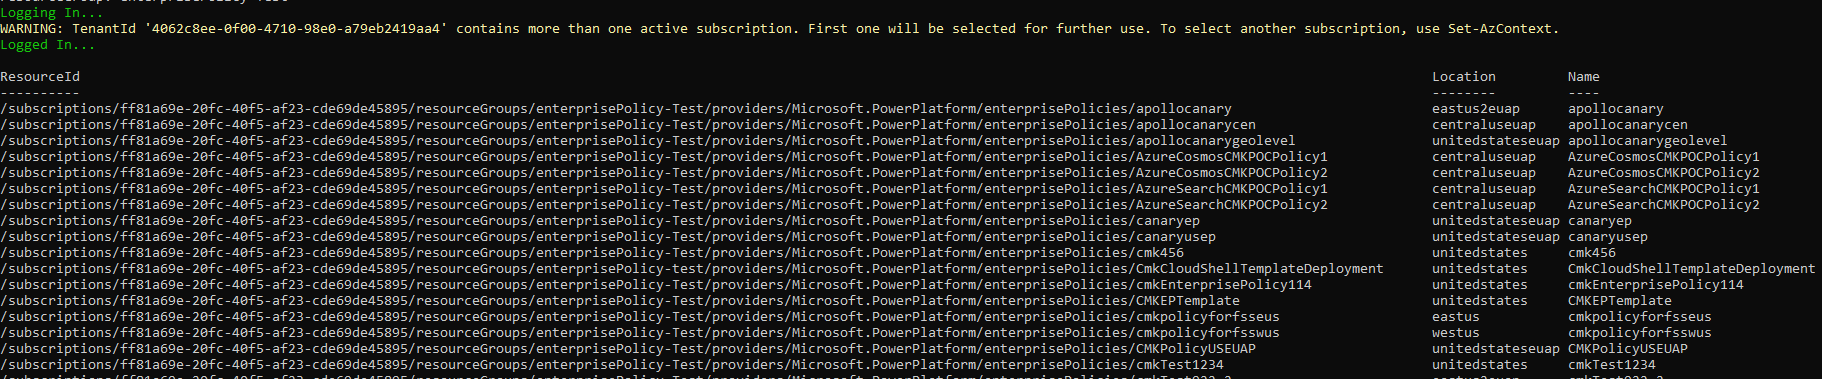 Logging In...
WARNING: TenantId '4062c8ee-0f00-4710-98e0-a79eb2419aa4' contains more than one active subscription. First one will be selected for further use. To select another subscription, use Set-AzContext.
Logged In...
ResourceId Location Name
---------- -------- ----
/subscriptions/ff81a69e-20fc-40f5-af23-cde69de45895/resourceGroups/enterprisePolicy-Test/providers/Microsoft.PowerPlatform/enterprisePolicies/apollocanary eastus2euap apollocanary
/subscriptions/ff81a69e-20fc-40f5-af23-cde69de45895/resourceGroups/enterprisePolicy-Test/providers/Microsoft.PowerPlatform/enterprisePolicies/apollocanarycen centraluseuap apollocanarycen
/subscriptions/ff81a69e-20fc-40f5-af23-cde69de45895/resourceGroups/enterprisePolicy-Test/providers/Microsoft.PowerPlatform/enterprisePolicies/apollocanarygeolevel unitedstateseuap apollocanarygeolevel
/subscriptions/ff81a69e-20fc-40f5-af23-cde69de45895/resourceGroups/enterprisePolicy-Test/providers/Microsoft.PowerPlatform/enterprisePolicies/AzureCosmosCMKPOCPolicy1 centraluseuap AzureCosmosCMKPOCPolicy1
/subscriptions/ff81a69e-20fc-40f5-af23-cde69de45895/resourceGroups/enterprisePolicy-Test/providers/Microsoft.PowerPlatform/enterprisePolicies/AzureCosmosCMKPOCPolicy2 centraluseuap AzureCosmosCMKPOCPolicy2
/subscriptions/ff81a69e-20fc-40f5-af23-cde69de45895/resourceGroups/enterprisePolicy-Test/providers/Microsoft.PowerPlatform/enterprisePolicies/AzureSearchCMKPOCPolicy1 centraluseuap AzureSearchCMKPOCPolicy1
/subscriptions/ff81a69e-20fc-40f5-af23-cde69de45895/resourceGroups/enterprisePolicy-Test/providers/Microsoft.PowerPlatform/enterprisePolicies/AzureSearchCMKPOCPolicy2 centraluseuap AzureSearchCMKPOCPolicy2
/subscriptions/ff81a69e-20fc-40f5-af23-cde69de45895/resourceGroups/enterprisePolicy-Test/providers/Microsoft.PowerPlatform/enterprisePolicies/canaryep unitedstateseuap canaryep
/subscriptions/ff81a69e-20fc-40f5-af23-cde69de45895/resourceGroups/enterprisePolicy-Test/providers/Microsoft.PowerPlatform/enterprisePolicies/canaryusep unitedstateseuap canaryusep
/subscriptions/ff81a69e-20fc-40f5-af23-cde69de45895/resourceGroups/enterprisePolicy-Test/providers/Microsoft.PowerPlatform/enterprisePolicies/cmk456 unitedstates cmk456
/subscriptions/ff81a69e-20fc-40f5-af23-cde69de45895/resourceGroups/enterprisePolicy-test/providers/Microsoft.PowerPlatform/enterprisePolicies/CmkCloudShellTemplateDeployment unitedstates CmkCloudShellTemplateDeployment
/subscriptions/ff81a69e-20fc-40f5-af23-cde69de45895/resourceGroups/enterprisePolicy-Test/providers/Microsoft.PowerPlatform/enterprisePolicies/cmkEnterprisePolicy114 unitedstates cmkEnterprisePolicy114
/subscriptions/ff81a69e-20fc-40f5-af23-cde69de45895/resourceGroups/enterprisePolicy-Test/providers/Microsoft.PowerPlatform/enterprisePolicies/CMKEPTemplate unitedstates CMKEPTemplate
/subscriptions/ff81a69e-20fc-40f5-af23-cde69de45895/resourceGroups/enterprisePolicy-Test/providers/Microsoft.PowerPlatform/enterprisePolicies/cmkpolicyforfsseus eastus cmkpolicyforfsseus
/subscriptions/ff81a69e-20fc-40f5-af23-cde69de45895/resourceGroups/enterprisePolicy-Test/providers/Microsoft.PowerPlatform/enterprisePolicies/cmkpolicyforfsswus westus cmkpolicyforfsswus
/subscriptions/ff81a69e-20fc-40f5-af23-cde69de45895/resourceGroups/enterprisePolicy-Test/providers/Microsoft.PowerPlatform/enterprisePolicies/CMKPolicyUSEUAP unitedstateseuap CMKPolicyUSEUAP
/subscriptions/ff81a69e-20fc-40f5-af23-cde69de45895/resourceGroups/enterprisePolicy-Test/providers/Microsoft.PowerPlatform/enterprisePolicies/cmkTest1234 unitedstates cmkTest1234